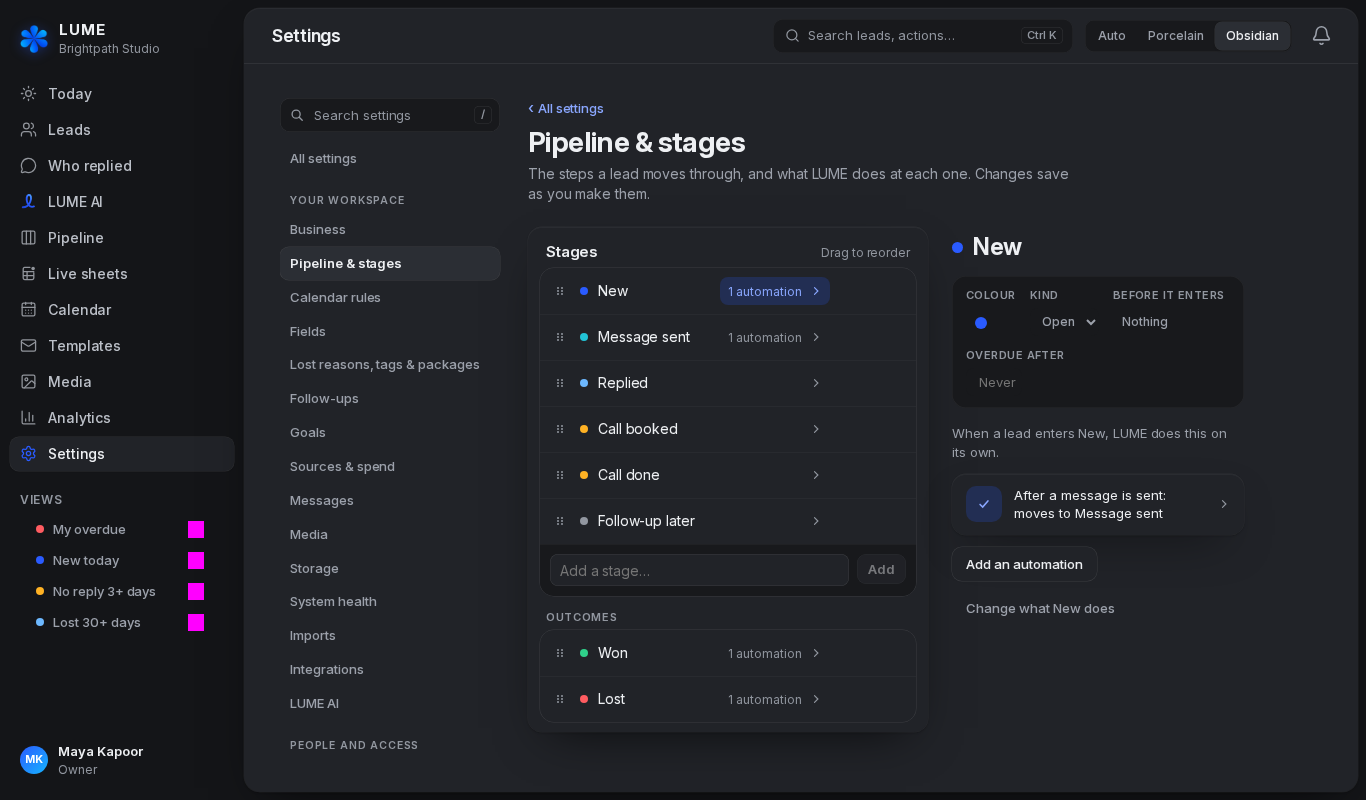 LUME
Brightpath Studio
Today
Leads
Who replied
LUME AI
Pipeline
Live sheets
Calendar
Templates
Media
Analytics
Settings
VIEWS
My overdue
New today
No reply 3+ days
Lost 30+ days
MK
Maya Kapoor
Owner
Settings
Search leads, actions…
Ctrl K
Auto
Porcelain
Obsidian
Search settings
/
All settings
YOUR WORKSPACE
Business
Pipeline & stages
Calendar rules
Fields
Lost reasons, tags & packages
Follow-ups
Goals
Sources & spend
Messages
Media
Storage
System health
Imports
Integrations
LUME AI
PEOPLE AND ACCESS
‹ All settings
Pipeline & stages
The steps a lead moves through, and what LUME does at each one. Changes save
as you make them.
Stages
Drag to reorder
New
1 automation
Message sent
1 automation
Replied
Call booked
Call done
Follow-up later
Add a stage…
Add
OUTCOMES
Won
1 automation
Lost
1 automation
New
COLOUR
KIND
BEFORE IT ENTERS
Open
Nothing
OVERDUE AFTER
Never
When a lead enters New, LUME does this on
its own.
After a message is sent:
moves to Message sent
Add an automation
Change what New does